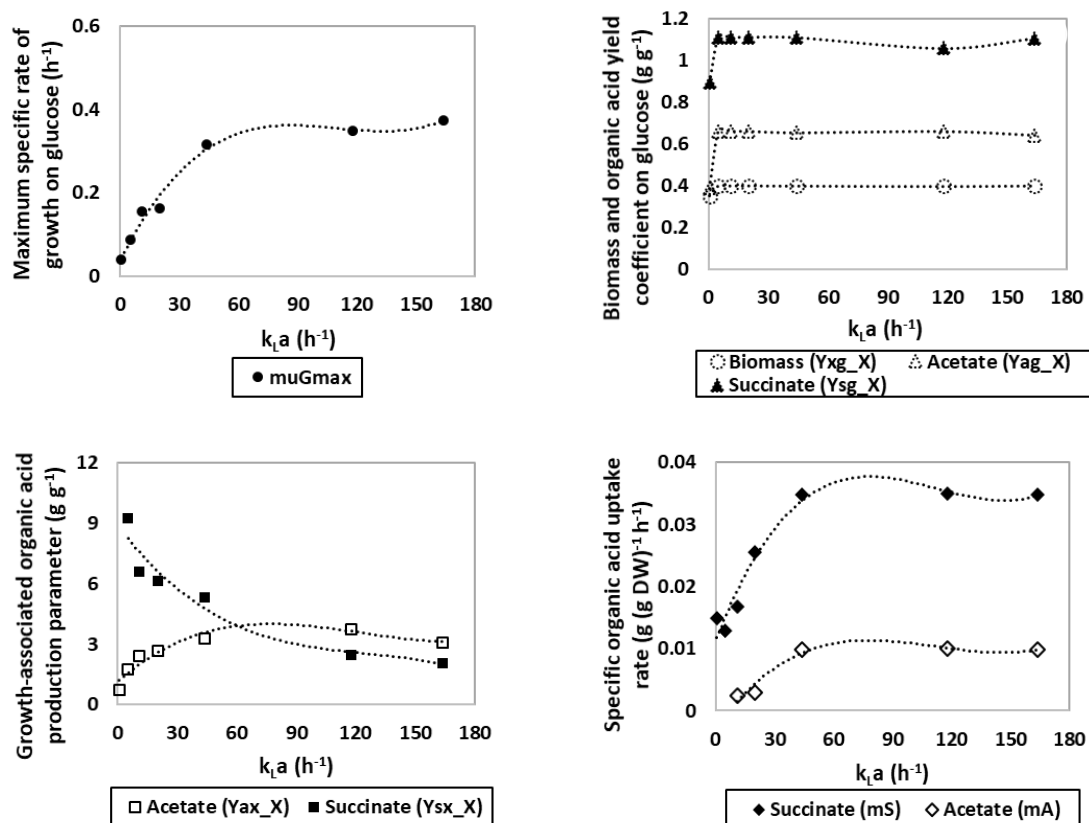 Maximum specific rate of
growth on glucose (h-1)
0.6
0.4
0.2
0
0 30 60 90 120 150 180
kLa (h-1)
muGmax
Biomass and organic acid yield
coefficient on glucose (g g-1)
1.2
1
0.8
0.6
0.4
0.2
0
0 30 60 90 120 150 180
kLa (h-1)
Biomass (Yxg_X) Acetate (Yag_X)
Succinate (Ysg_X)
Growth-associated organic acid
production parameter (g g-1)
12
9
6
3
0
0 30 60 90 120 150 180
kLa (h-1)
Acetate (Yax_X) Succinate (Ysx_X)
Specific organic acid uptake
rate (g (g DW)-1 h-1)
0.04
0.03
0.02
0.01
0
0 30 60 90 120 150 180
kLa (h-1)
Succinate (mS) Acetate (mA)